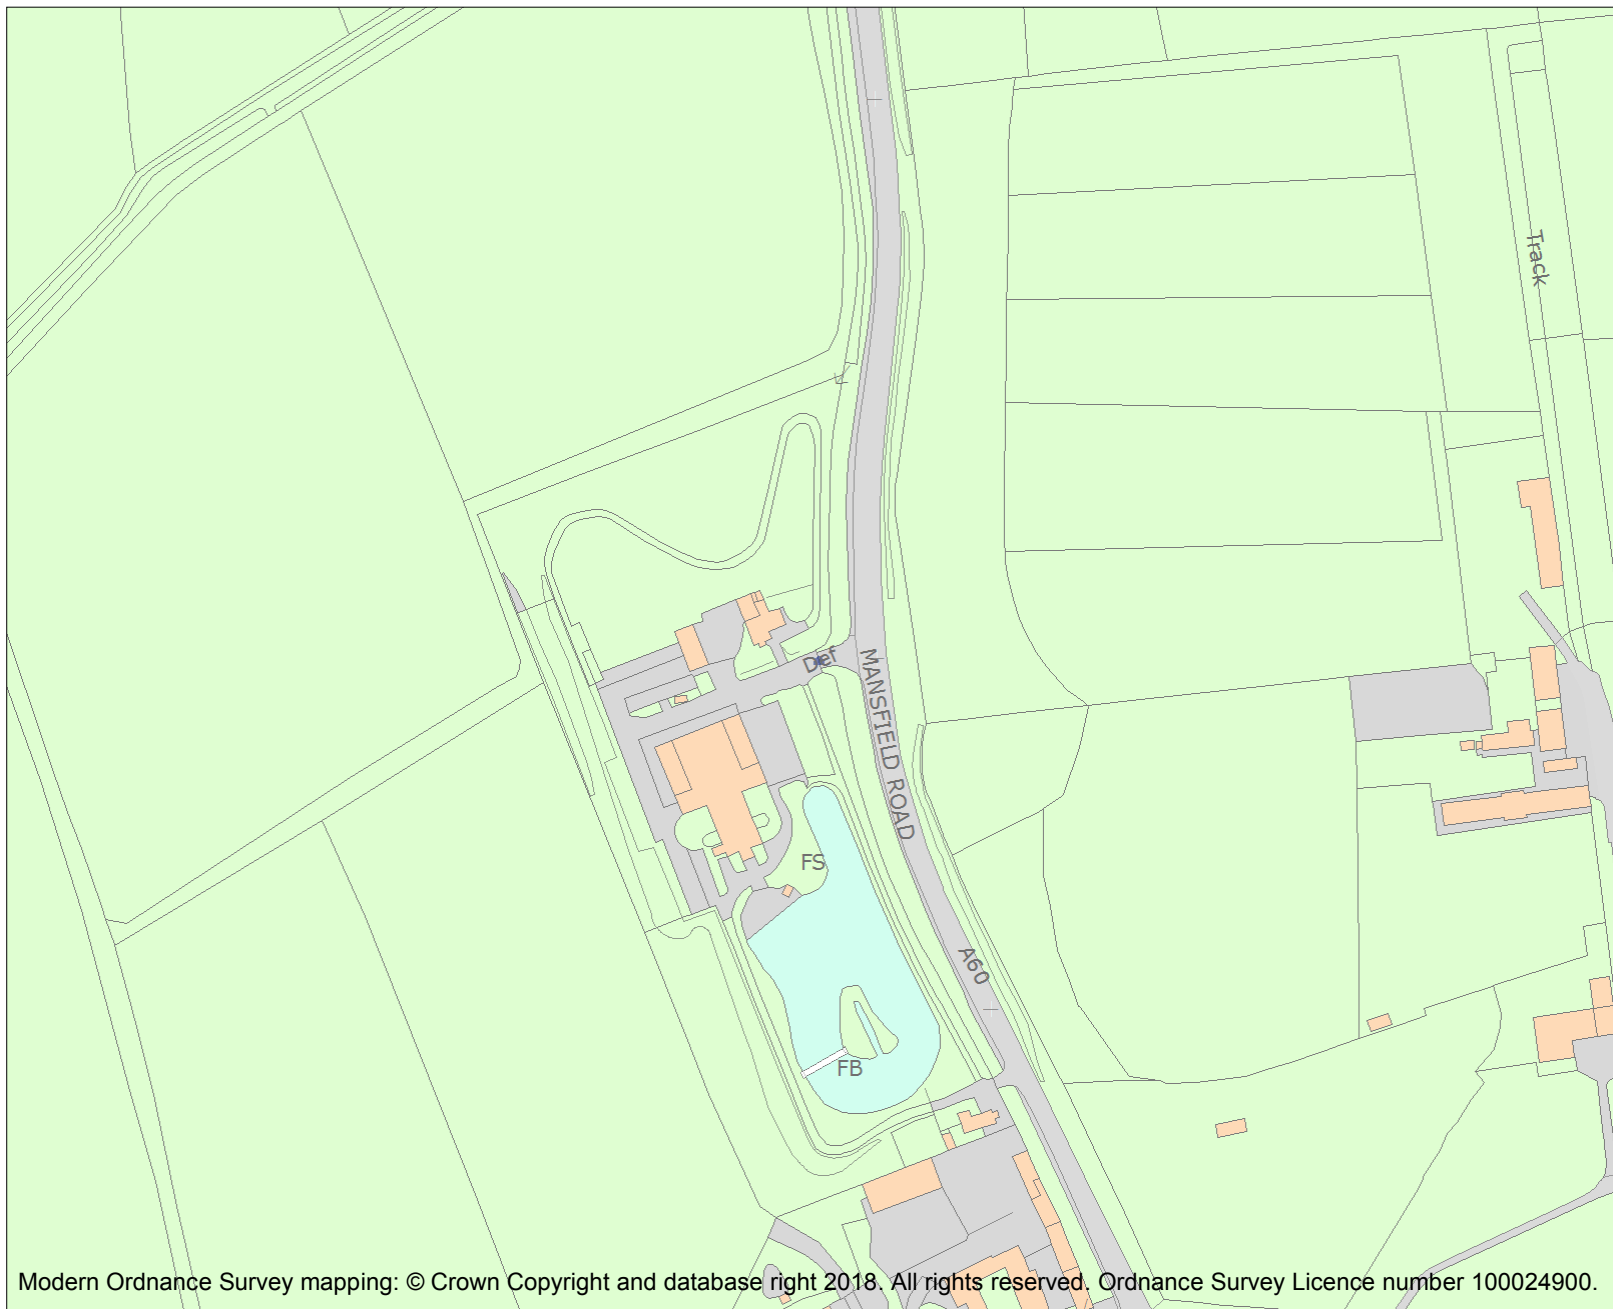 Track
Def
MANSFIELD ROAD
FS
A60
FB
Modern Ordnance Survey mapping: © Crown Copyright and database right 2018. All rights reserved. Ordnance Survey Licence number 100024900.